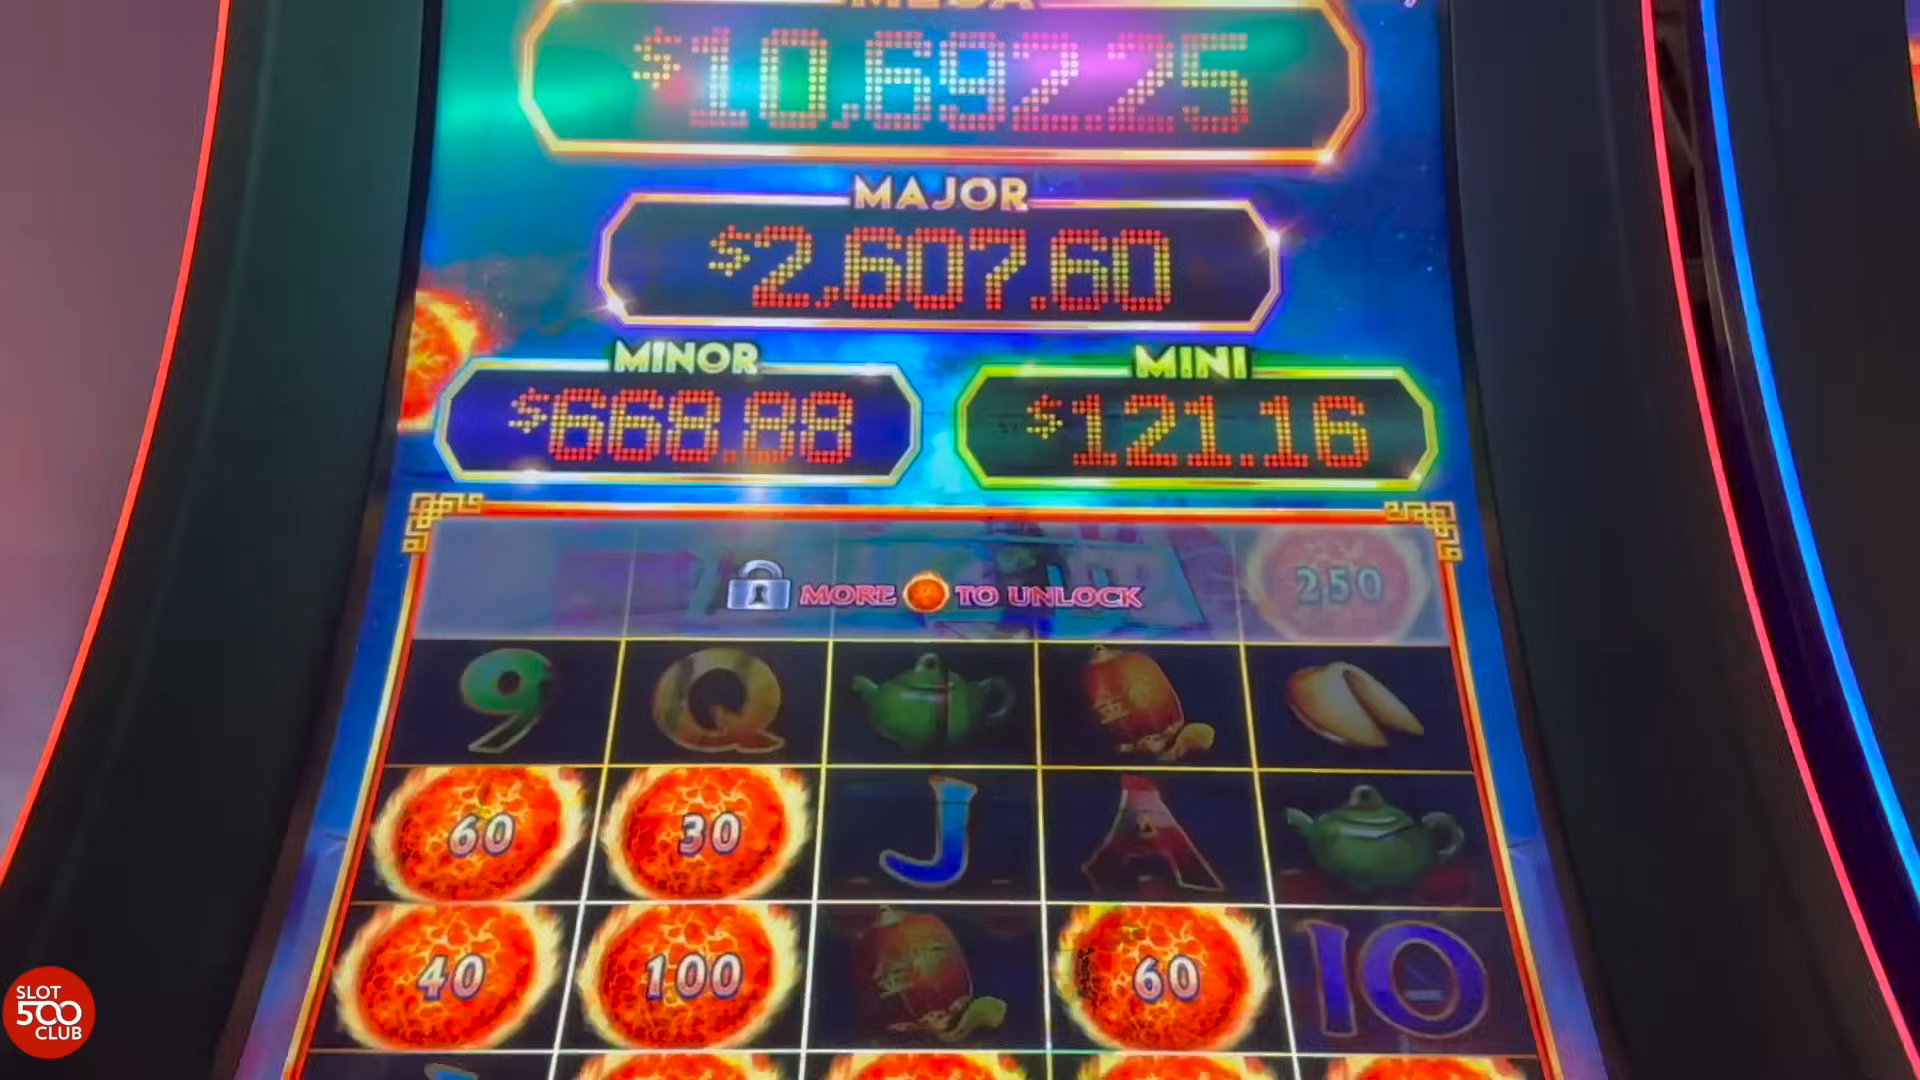 MEGA
$10,692.25
MAJOR
$2,607.60
MINOR
MINI
$668.88
$121.16
MORE TO UNLOCK
250
9 Q
60 30 J A
40 100 60 10
SLOT
500
CLUB